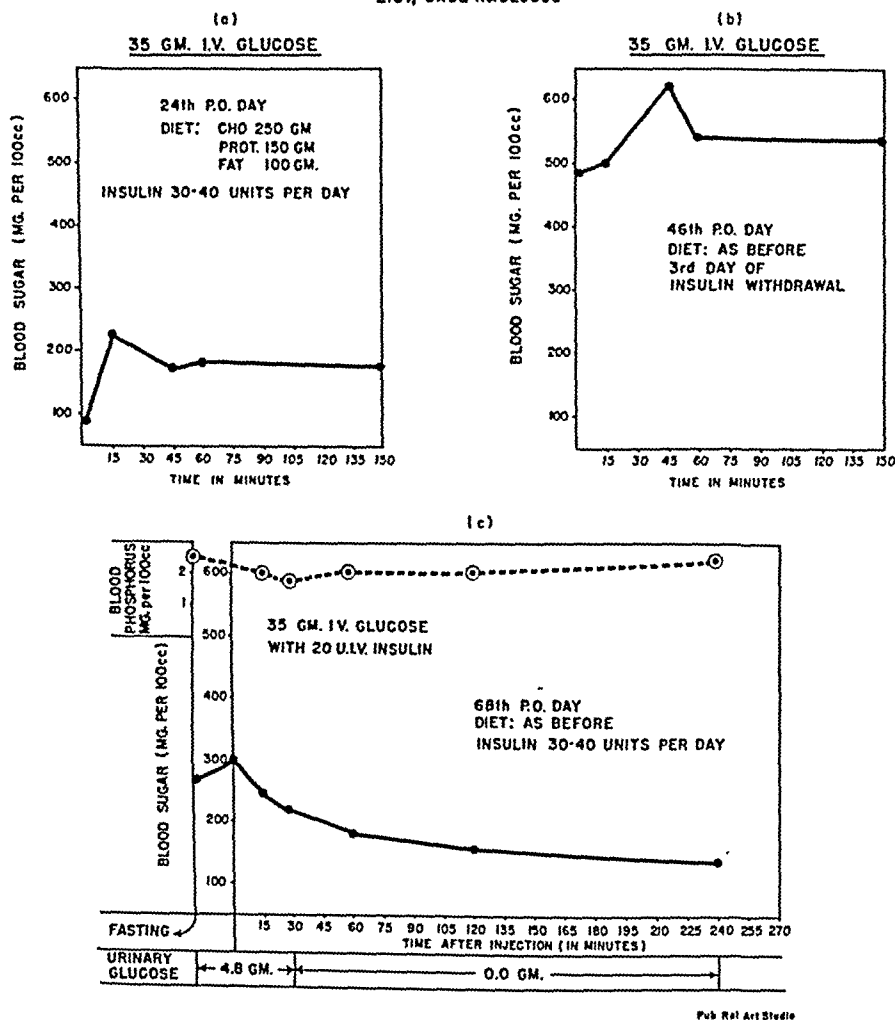 (a)
35 GM. I.V. GLUCOSE
BLOOD SUGAR (MG. PER 100cc)
600
500
400
300
200
100
24th P.O. DAY
DIET: CHO 250 GM
PROT. 150 GM
FAT 100 GM.
INSULIN 30-40 UNITS PER DAY
15 30 45 60 75 90 105 120 135 150
TIME IN MINUTES
(b)
35 GM. I.V. GLUCOSE
BLOOD SUGAR (MG. PER 100cc)
600
500
400
300
200
100
46th P.O. DAY
DIET: AS BEFORE
3rd DAY OF
INSULIN WITHDRAWAL
15 30 45 60 75 90 105 120 135 150
TIME IN MINUTES
(c)
BLOOD
PHOSPHORUS
MG. per 100cc
2
1
BLOOD SUGAR (MG. PER 100cc)
600
500
400
300
200
100
35 GM. I.V. GLUCOSE
WITH 20 U.I.V. INSULIN
68th P.O. DAY
DIET: AS BEFORE
INSULIN 30-40 UNITS PER DAY
FASTING
15 30 45 60 75 90 105 120 135 150 165 180 195 210 225 240 255 270
TIME AFTER INJECTION (IN MINUTES)
URINARY
GLUCOSE
4.8 GM.
0.0 GM.
Pub Rel Art Studio